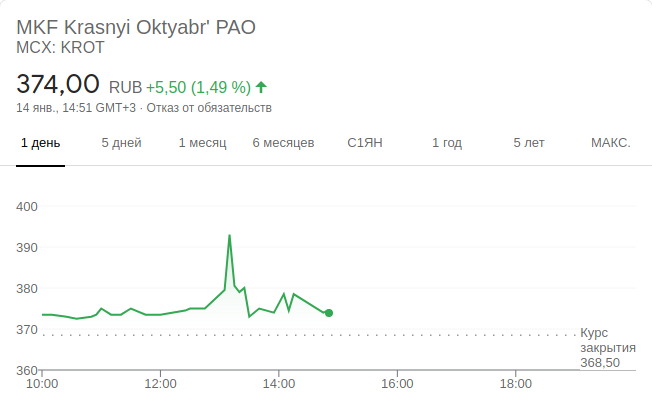 MKF Krasnyi Oktyabr' PAO
MCX: KROT
374,00 RUB +5,50 (1,49 %)
14 янв., 14:51 GMT+3 · Отказ от обязательств
1 день 5 дней 1 месяц 6 месяцев С1ЯН 1 год 5 лет МАКС.
400
390
380
370
360
Курс
закрытия
368,50
10:00 12:00 14:00 16:00 18:00